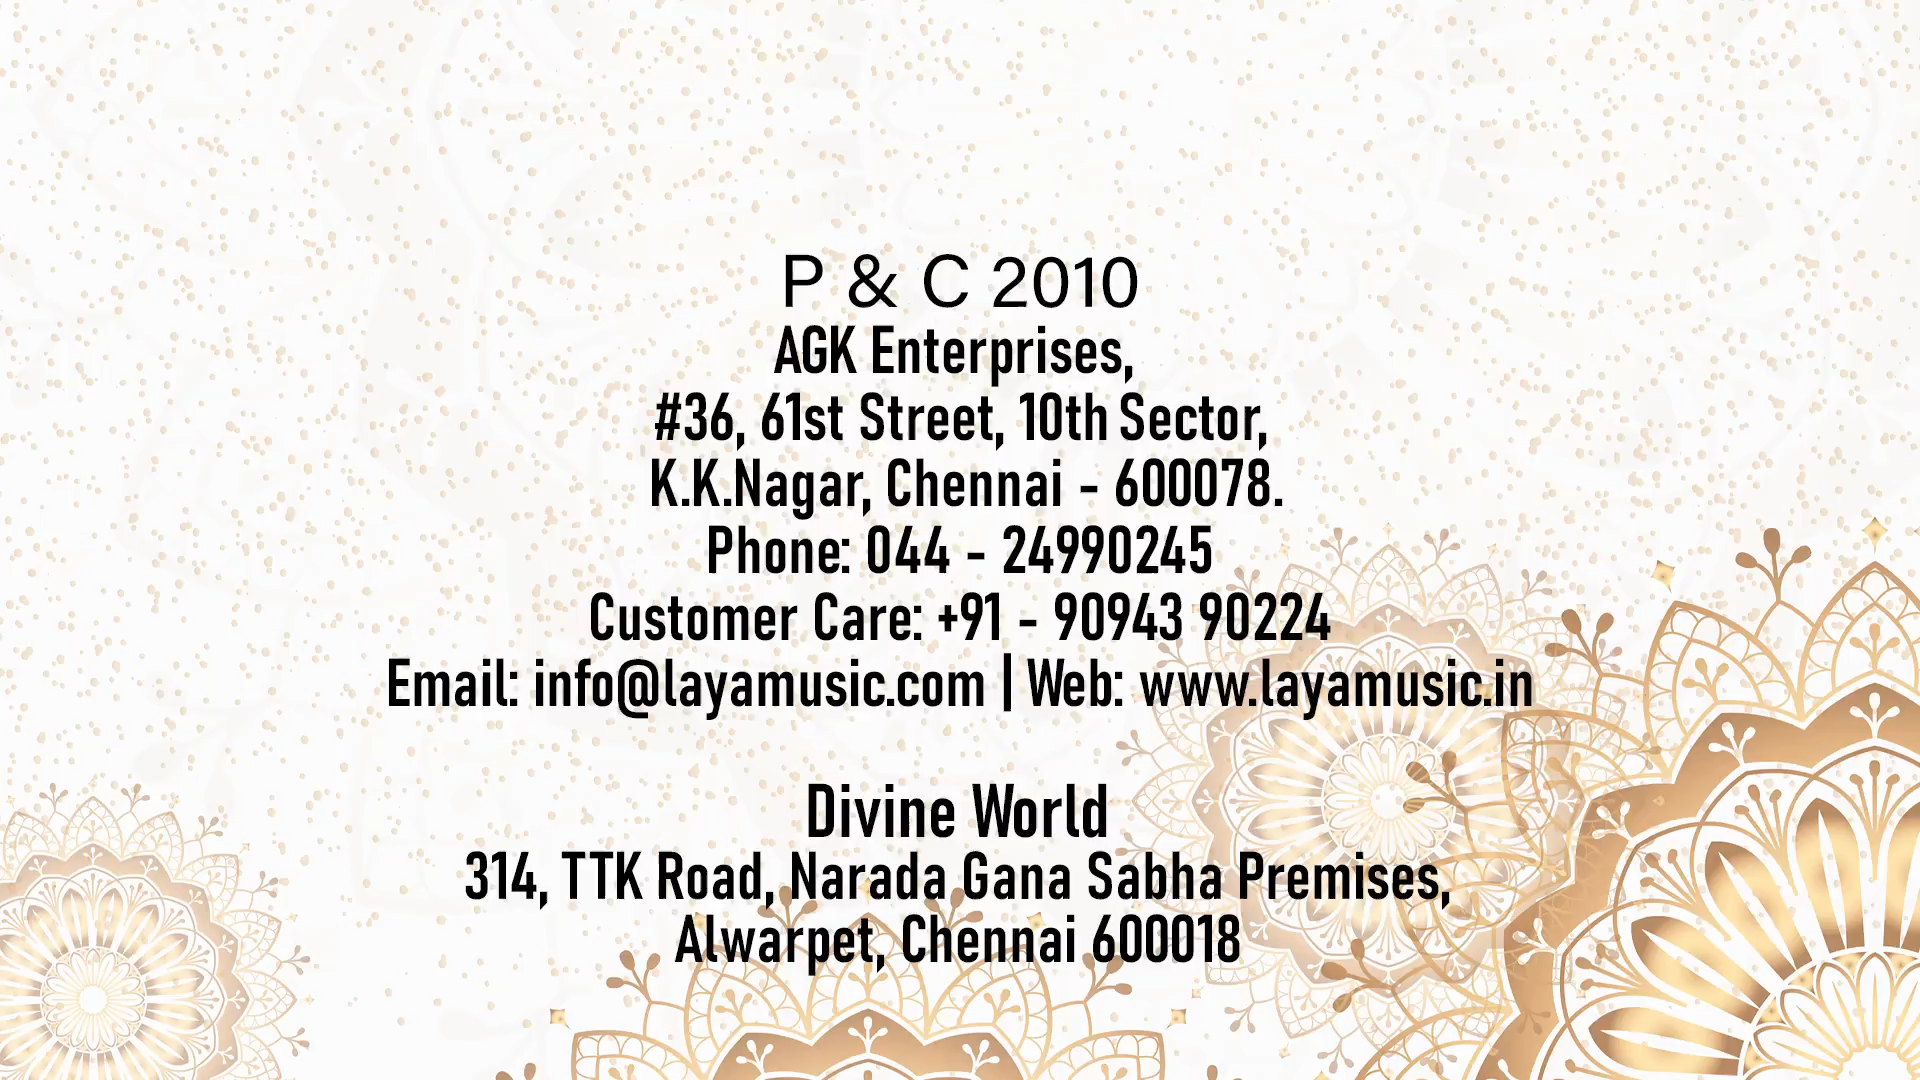 P & C 2010
AGK Enterprises,
#36, 61st Street, 10th Sector,
K.K.Nagar, Chennai - 600078.
Phone: 044 - 24990245
Customer Care: +91 - 90943 90224
Email: info@layamusic.com | Web: www.layamusic.in
Divine World
314, TTK Road, Narada Gana Sabha Premises,
Alwarpet, Chennai 600018